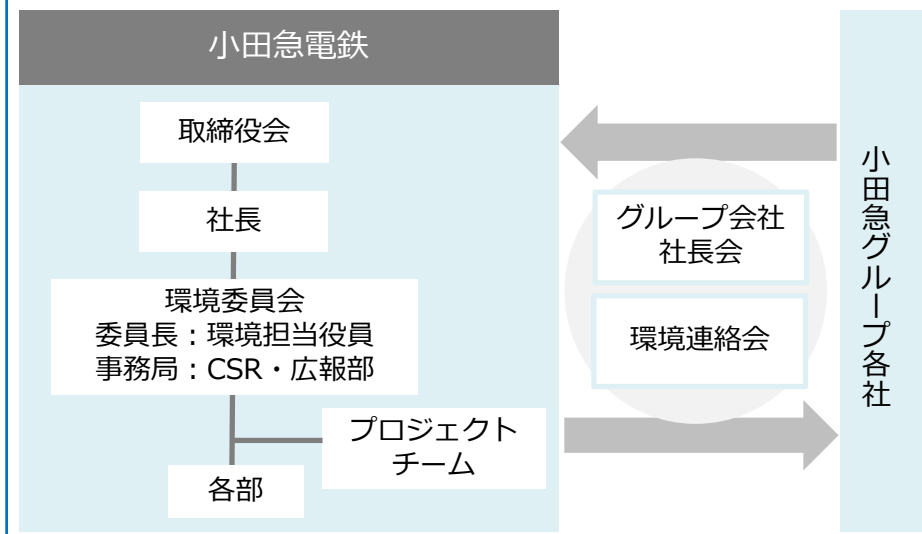 小田急電鉄
取締役会
社長
環境委員会
委員長：環境担当役員
事務局：CSR・広報部
プロジェクト
チーム
各部
グループ会社
社長会
環境連絡会
小田急グループ各社